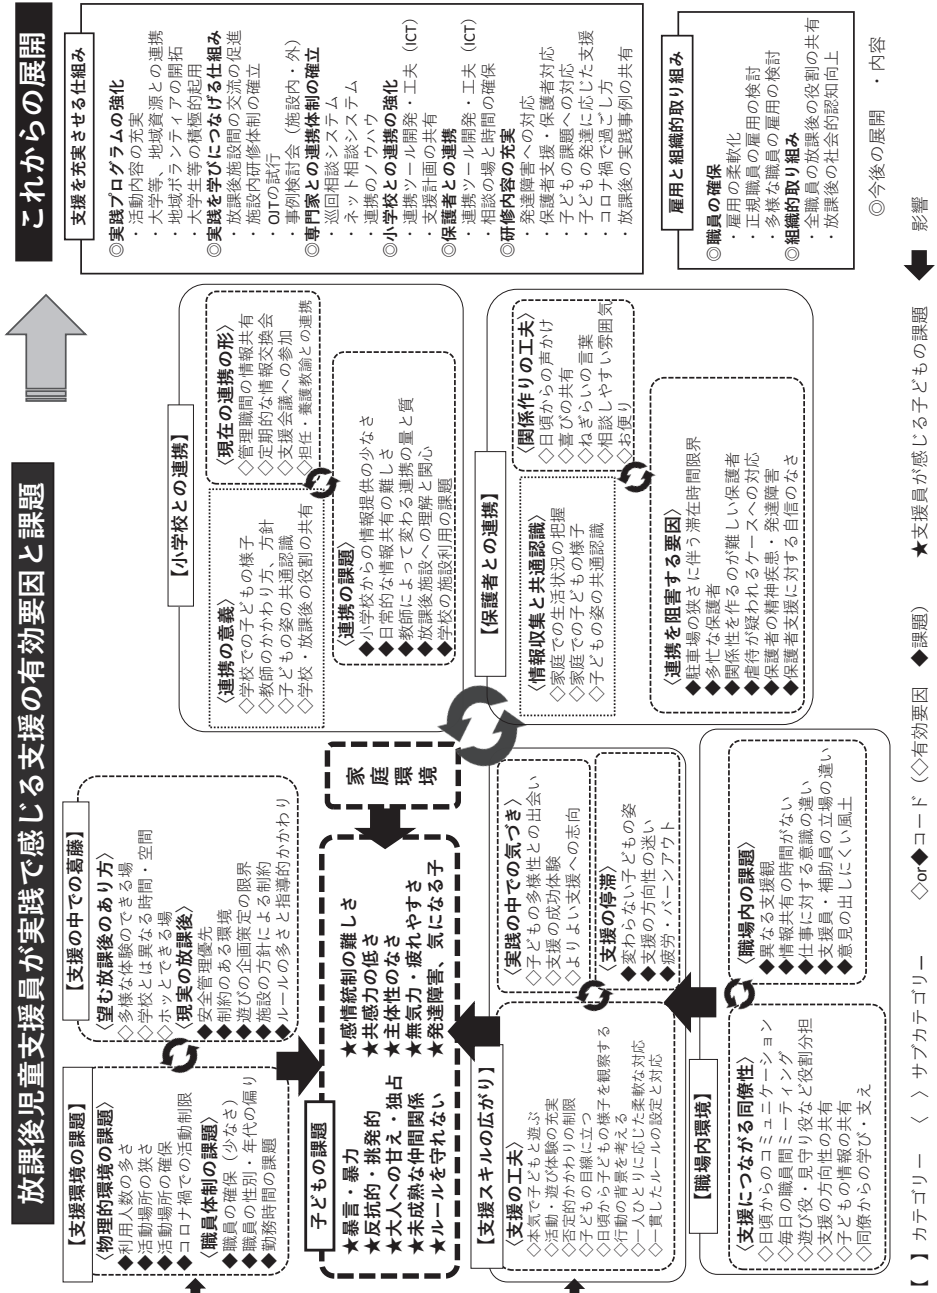 放課後児童支援員が実践で感じる支援の有効要因と課題
これからの展開
【支援環境の課題】
〈物理的環境の課題〉
◆利用人数の多さ
◆活動場所の狭さ
◆活動場所の確保
◆コロナ禍での活動制限
〈職員体制の課題〉
◆職員の確保（少なさ）
◆職員の性別・年代の偏り
◆勤務時間の課題
【支援の中での葛藤】
〈望む放課後のあり方〉
◇多様な体験のできる場
◇学校とは異なる時間・空間
◇ホッとできる場
〈現実の放課後〉
◆安全管理優先
◆制約のある環境
◆遊びの企画策定の限界
◆施設の方針による制約
◆ルールの多さと指導的かかわり
子どもの課題
★暴言・暴力
★反抗的・挑発的
★大人への甘え・独占
★未成熟な仲間関係
★ルールを守れない
★感情統制の難しさ
★共感力の低さ
★主体性のなさ
★無気力・疲れやすさ
★発達障害、気になる子
家庭
環境
【支援スキルの広がり】
〈支援の工夫〉
◇本気で子どもと遊ぶ
◇活動・遊び体験の充実
◇否定的かかわりの制限
◇子どもの目線に立つ
◇日頃から子どもの様子を観察する
◇行動の背景を考える
◇一人ひとりに応じた柔軟な対応
◇一貫したルールの設定と対応
〈実践の中での気づき〉
◇子どもの多様性との出会い
◇支援の成功体験
◇よりよい支援への志向
〈支援の停滞〉
◆変わらない子どもの姿
◆支援の方向性の迷い
◆疲労・バーンアウト
【職場内環境】
〈支援につながる同僚性〉
◇日頃からのコミュニケーション
◇毎日の職員間ミーティング
◇遊び役・見守り役など役割分担
◇支援の方向性の共有
◇子どもの情報の共有
◇同僚からの学び・支え
〈職場内の課題〉
◆異なる支援観
◆情報共有の時間がない
◆仕事に対する意識の違い
◆支援員・補助員の立場の違い
◆意見の出しにくい風土
【小学校との連携】
〈連携の意義〉
◇学校での子どもの様子
◇教師のかかわり方、方針
◇子どもの姿の共通認識
◇学校・放課後の役割の共有
〈現在の連携の形〉
◇管理職間の情報共有
◇定期的な情報交換会
◇支援会議への参加
◇担任・養護教諭との連携
〈連携の課題〉
◆小学校からの情報提供の少なさ
◆日常的な情報共有の難しさ
◆教師によって変わる連携の量と質
◆放課後施設への理解と関心
◆学校の施設利用の課題
【保護者との連携】
〈情報収集と共通認識〉
◇家庭での生活状況の把握
◇家庭での子どもの様子
◇子どもの姿の共通認識
〈関係作りの工夫〉
◇日頃からの声かけ
◇喜びの共有
◇ねぎらいの言葉
◇相談しやすい雰囲気
◇お便り
〈連携を阻害する要因〉
◆駐車場の狭さに伴う滞在時間限界
◆多忙な保護者
◆関係性を作るのが難しい保護者
◆虐待が疑われるケースへの対応
◆保護者の精神疾患・発達障害
◆保護者支援に対する自信のなさ
支援を充実させる仕組み
◎実践プログラムの強化
・活動内容の充実
・大学等、地域資源との連携
・地域ボランティアの開拓
・大学生等の積極的起用
◎実践を学びにつなげる仕組み
・放課後施設間の交流の促進
・施設内研修体制の確立
・OJTの試行
・事例検討会（施設内・外）
◎専門家との連携体制の確立
・巡回相談システム
・ネット相談システム
・連携のノウハウ
◎小学校との連携の強化
・連携ツール開発・工夫（ICT）
・支援計画の共有
◎保護者との連携
・連携ツール開発・工夫（ICT）
・相談の場と時間の確保
◎研修内容の充実
・発達障害への対応
・保護者支援・保護者対応
・子どもの課題への対応
・子どもの発達に応じた支援
・コロナ禍で過ごし方
・放課後の実践事例の共有
雇用と組織的取り組み
◎職員の確保
・雇用の柔軟化
・正規職員の雇用の検討
・多様な職員の雇用の検討
◎組織的取り組み
・全職員の放課後の役割の共有
・放課後の社会的認知向上
◎今後の展開　・内容
【　】カテゴリー　〈　〉サブカテゴリー　◇or◆コード（◇有効要因　◆課題）　★支援員が感じる子どもの課題　影響